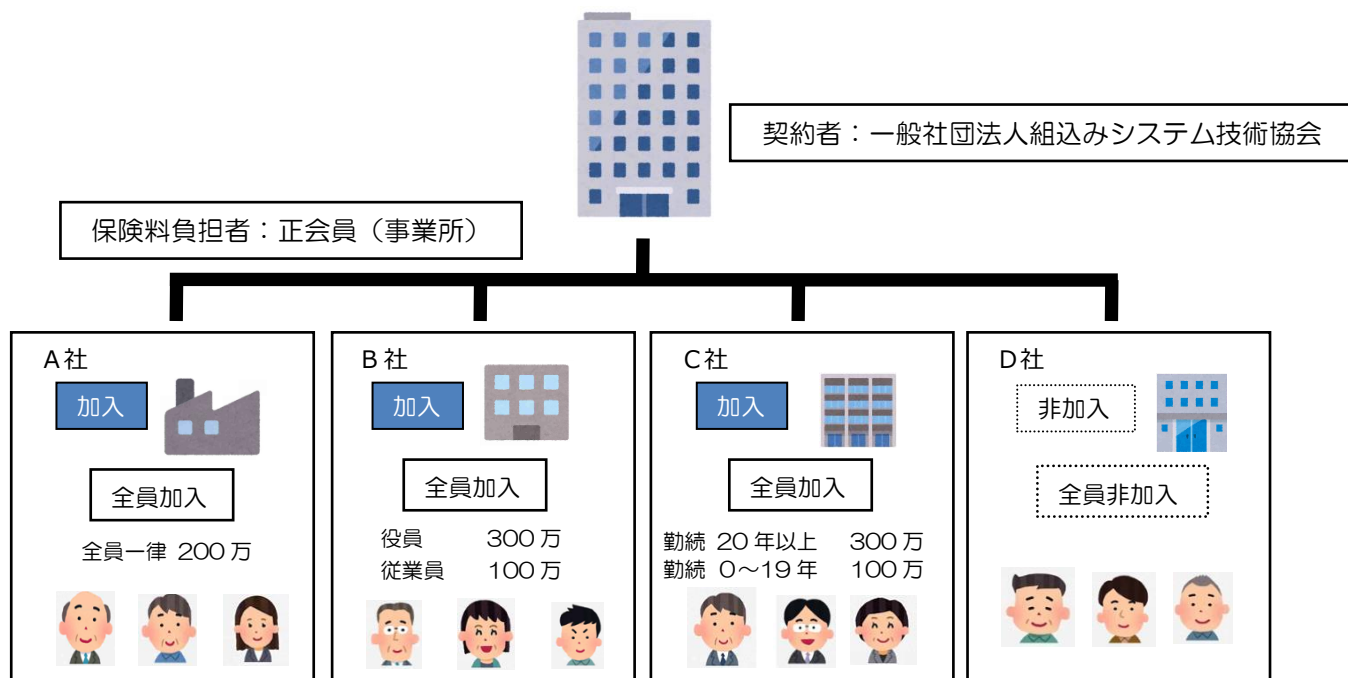 契約者：一般社団法人組込みシステム技術協会
保険料負担者：正会員（事業所）
A社
加入
全員加入
全員一律 200万
B社
加入
全員加入
役員 300万
従業員 100万
C社
加入
全員加入
勤続 20年以上 300万
勤続 0～19年 100万
D社
非加入
全員非加入